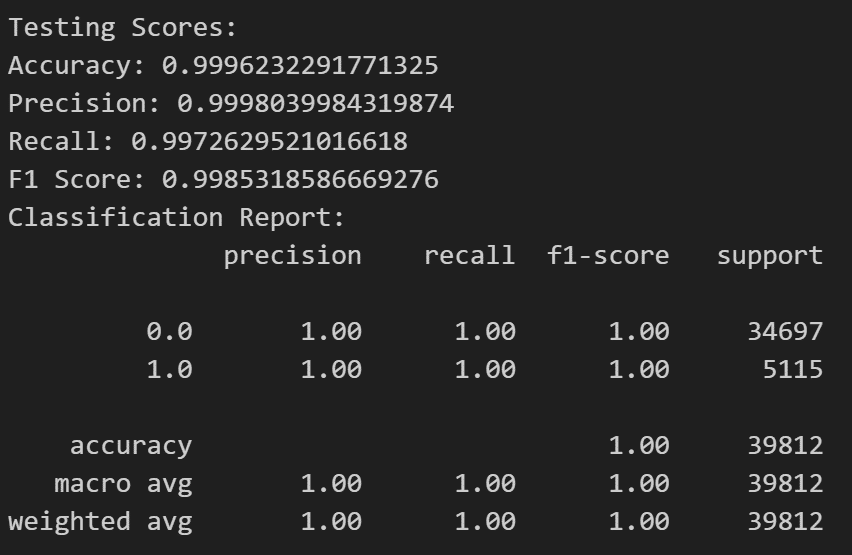 Testing Scores:
Accuracy: 0.9996232291771325
Precision: 0.9998039984319874
Recall: 0.9972629521016618
F1 Score: 0.9985318586669276
Classification Report:
precision recall f1-score support
0.0 1.00 1.00 1.00 34697
1.0 1.00 1.00 1.00 5115
accuracy 1.00 39812
macro avg 1.00 1.00 1.00 39812
weighted avg 1.00 1.00 1.00 39812